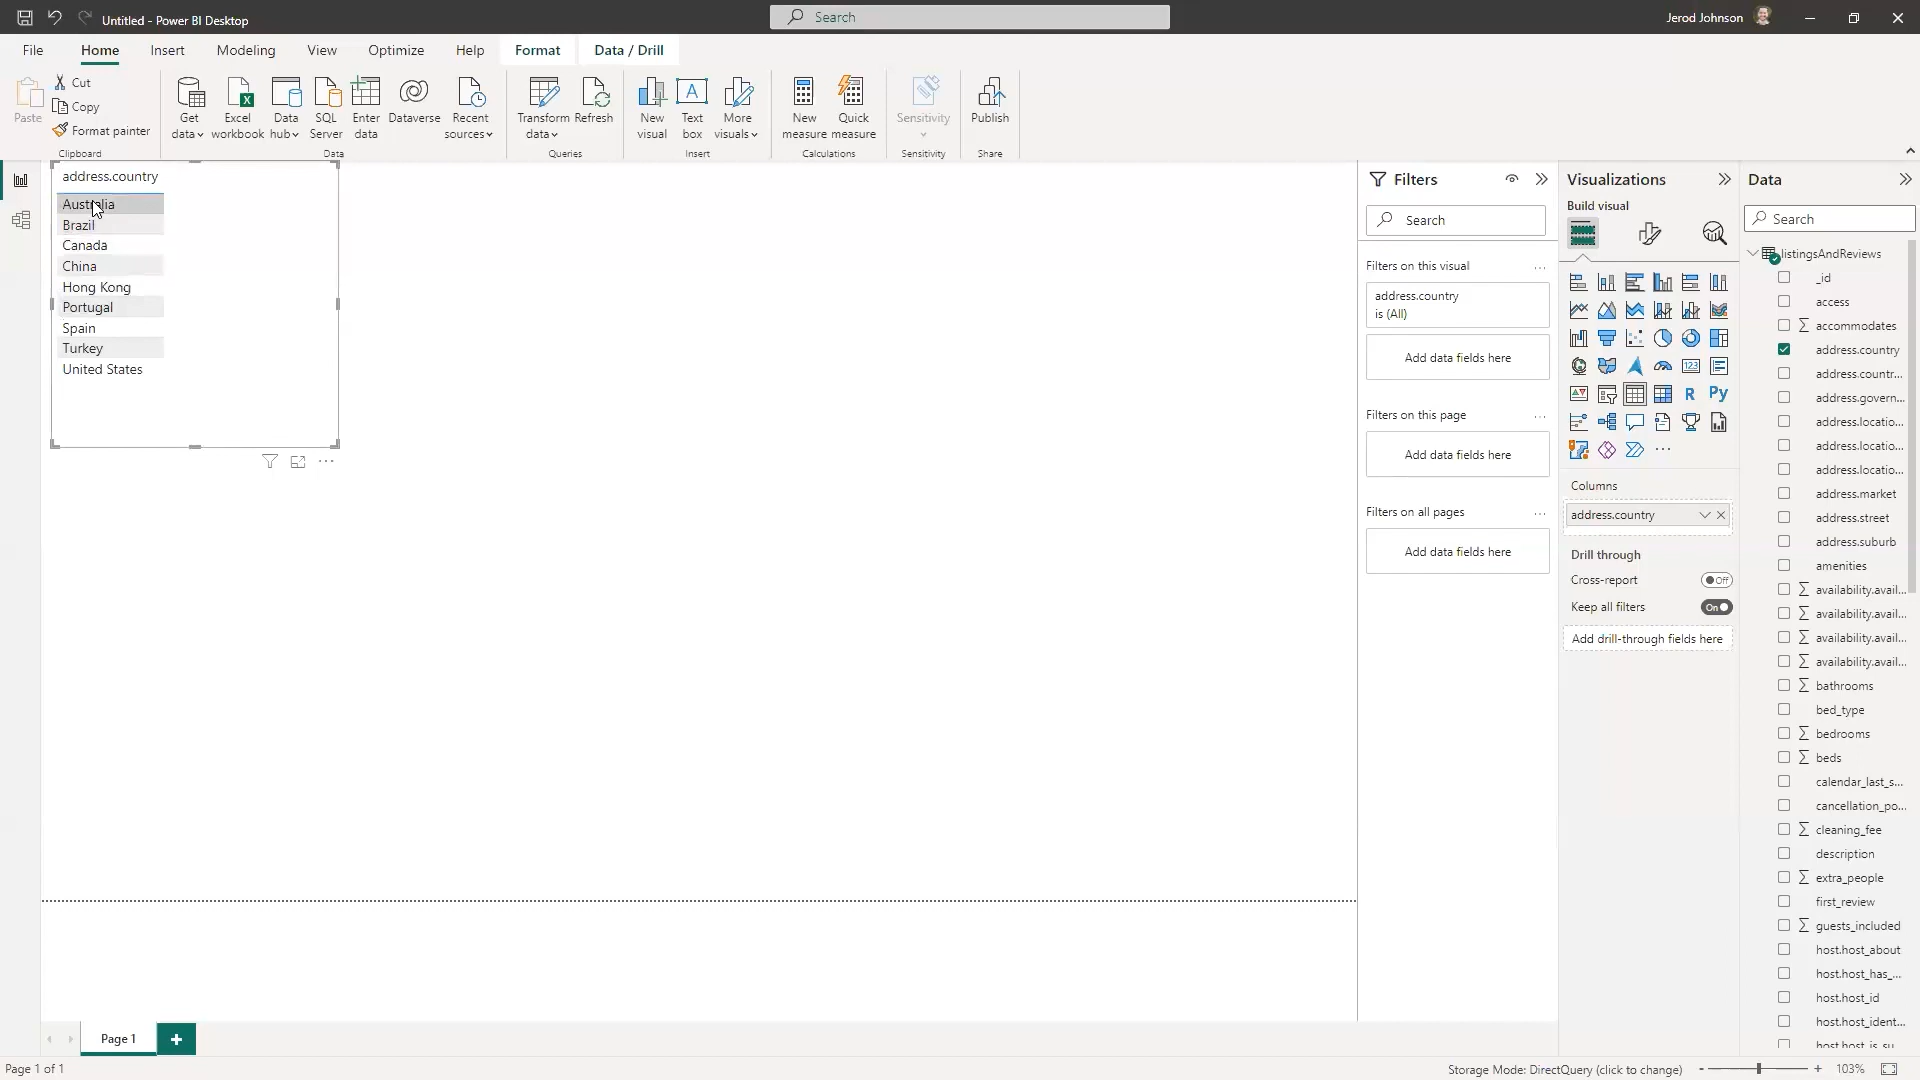 Untitled - Power BI Desktop
Search
Jerod Johnson
File
Home
Insert
Modeling
View
Optimize
Help
Format
Data / Drill
Paste
Cut
Copy
Format painter
Clipboard
Get data
Excel workbook
Data hub
SQL Server
Enter data
Dataverse
Recent sources
Data
Transform data
Refresh
Queries
New visual
Text box
More visuals
Insert
New measure
Quick measure
Calculations
Sensitivity
Sensitivity
Publish
Share
address.country
Australia
Brazil
Canada
China
Hong Kong
Portugal
Spain
Turkey
United States
Filters
Search
Filters on this visual
address.country
is (All)
Add data fields here
Filters on this page
Add data fields here
Filters on all pages
Add data fields here
Visualizations
Build visual
123
R
Py
Columns
address.country
Drill through
Cross-report
Off
Keep all filters
On
Add drill-through fields here
Data
Search
listingsAndReviews
_id
access
accommodates
address.country
address.countr...
address.govern...
address.locatio...
address.locatio...
address.locatio...
address.market
address.street
address.suburb
amenities
availability.avail...
availability.avail...
availability.avail...
availability.avail...
bathrooms
bed_type
bedrooms
beds
calendar_last_s...
cancellation_po...
cleaning_fee
description
extra_people
first_review
guests_included
host.host_about
host.host_has_...
host.host_id
host.host_ident...
host.host_is_su...
Page 1
Page 1 of 1
Storage Mode: DirectQuery (click to change)
103%